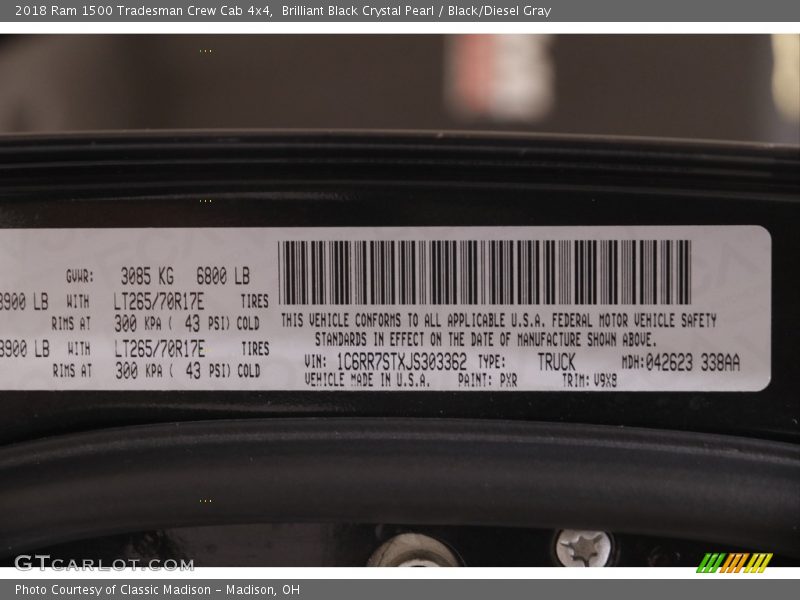 2018 Ram 1500 Tradesman Crew Cab 4x4,  Brilliant Black Crystal Pearl / Black/Diesel Gray
GVWR: 3085 KG 6800 LB
3900 LB WITH LT265/70R17E TIRES
RIMS AT 300 KPA ( 43 PSI) COLD
3900 LB WITH LT265/70R17E TIRES
RIMS AT 300 KPA ( 43 PSI) COLD
THIS VEHICLE CONFORMS TO ALL APPLICABLE U.S.A. FEDERAL MOTOR VEHICLE SAFETY
STANDARDS IN EFFECT ON THE DATE OF MANUFACTURE SHOWN ABOVE.
VIN: 1C6RR7STXJS303362 TYPE: TRUCK MDH: 042623 338AA
VEHICLE MADE IN U.S.A. PAINT: PXR TRIM: V9X8
GTCARLOT.COM
Photo Courtesy of Classic Madison – Madison, OH